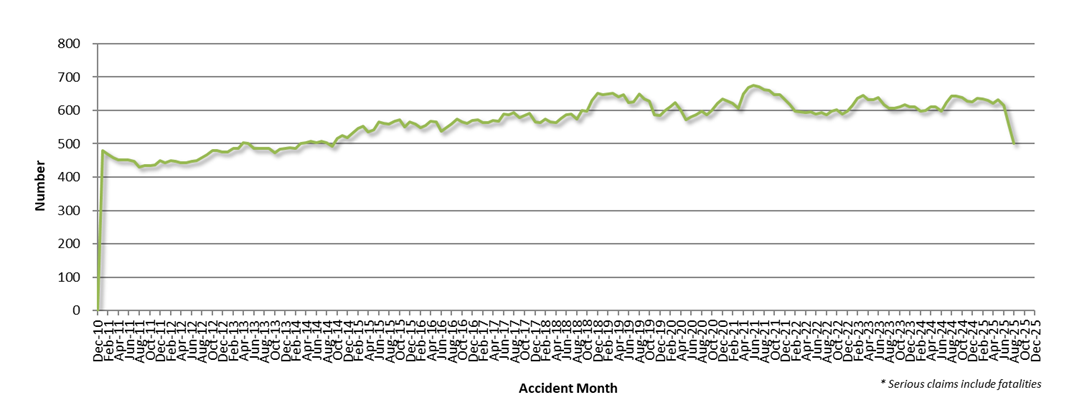 800
700
600
500
400
300
200
100
0
Number
Dec-10
Feb-11
Apr-11
Jun-11
Aug-11
Oct-11
Dec-11
Feb-12
Apr-12
Jun-12
Aug-12
Oct-12
Dec-12
Feb-13
Apr-13
Jun-13
Aug-13
Oct-13
Dec-13
Feb-14
Apr-14
Jun-14
Aug-14
Oct-14
Dec-14
Feb-15
Apr-15
Jun-15
Aug-15
Oct-15
Dec-15
Feb-16
Apr-16
Jun-16
Aug-16
Oct-16
Dec-16
Feb-17
Apr-17
Jun-17
Aug-17
Oct-17
Dec-17
Feb-18
Apr-18
Jun-18
Aug-18
Oct-18
Dec-18
Feb-19
Apr-19
Jun-19
Aug-19
Oct-19
Dec-19
Feb-20
Apr-20
Jun-20
Aug-20
Oct-20
Dec-20
Feb-21
Apr-21
Jun-21
Aug-21
Oct-21
Dec-21
Feb-22
Apr-22
Jun-22
Aug-22
Oct-22
Dec-22
Feb-23
Apr-23
Jun-23
Aug-23
Oct-23
Dec-23
Feb-24
Apr-24
Jun-24
Aug-24
Oct-24
Dec-24
Feb-25
Apr-25
Jun-25
Aug-25
Oct-25
Dec-25
Accident Month
* Serious claims include fatalities